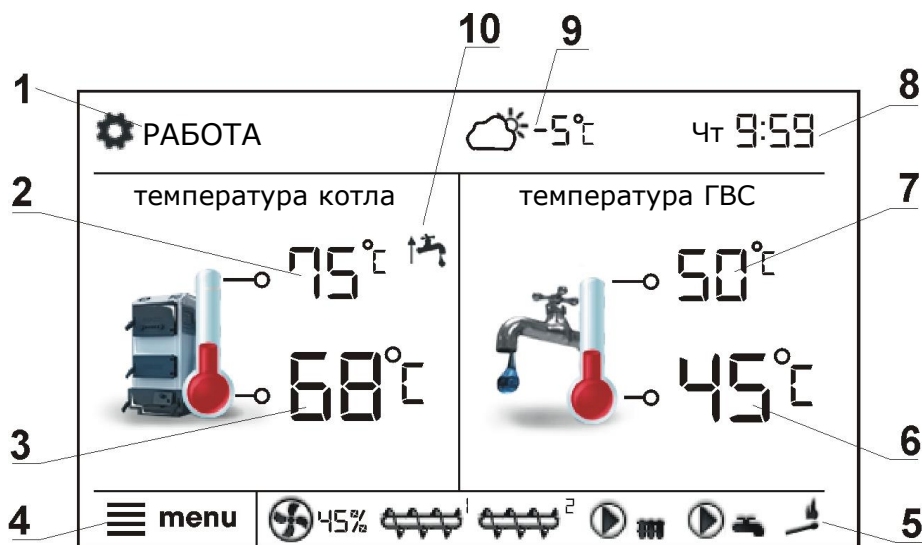 10 9
1 8
РАБОТА -5°C Чт 9:59
температура котла температура ГВС
2 7
75°C 50°C
68°C 45°C
3 6
4 menu 45% 1 2 5